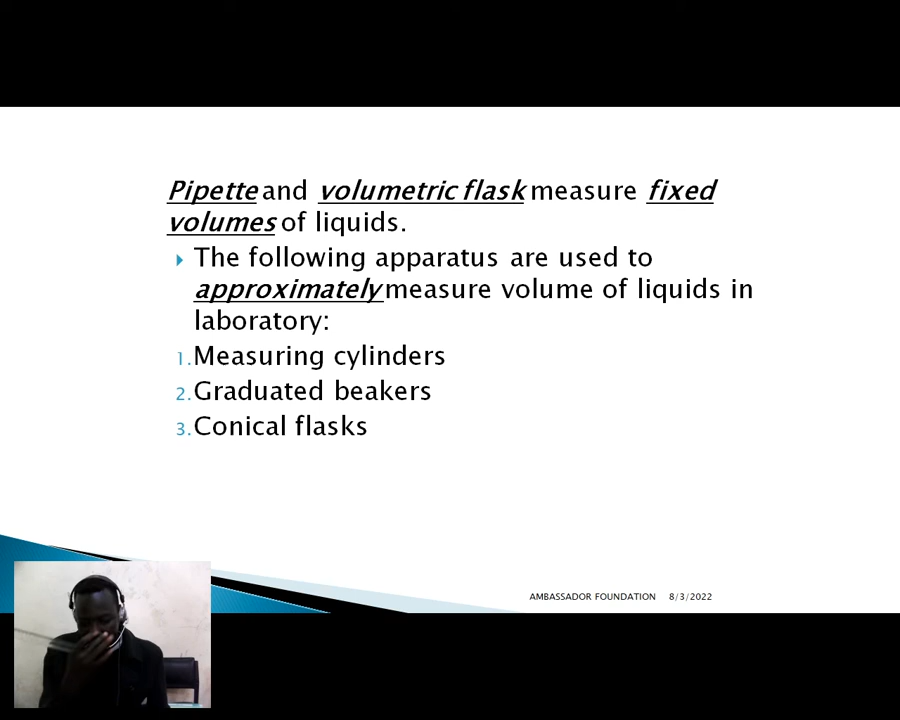 Pipette and volumetric flask measure fixed
volumes of liquids.
The following apparatus are used to
approximately measure volume of liquids in
laboratory:
1. Measuring cylinders
2. Graduated beakers
3. Conical flasks
AMBASSADOR FOUNDATION 8/3/2022